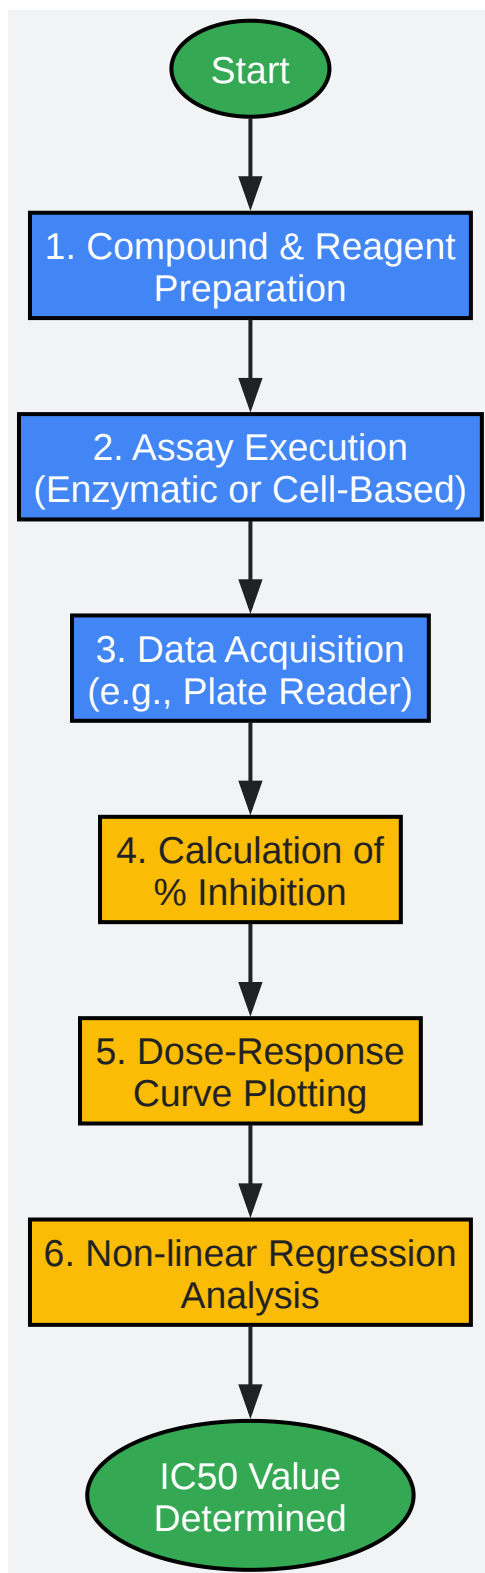 Start
1. Compound & Reagent
Preparation
2. Assay Execution
(Enzymatic or Cell-Based)
3. Data Acquisition
(e.g., Plate Reader)
4. Calculation of
% Inhibition
5. Dose-Response
Curve Plotting
6. Non-linear Regression
Analysis
IC50 Value
Determined